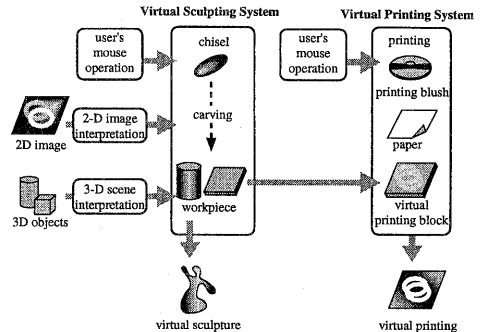 Virtual Sculpting System
Virtual Printing System
user's
mouse
operation
chisel
carving
user's
mouse
operation
printing
printing blush
paper
2D image
2-D image
interpretation
3D objects
3-D scene
interpretation
workpiece
virtual
printing block
virtual sculpture
virtual printing